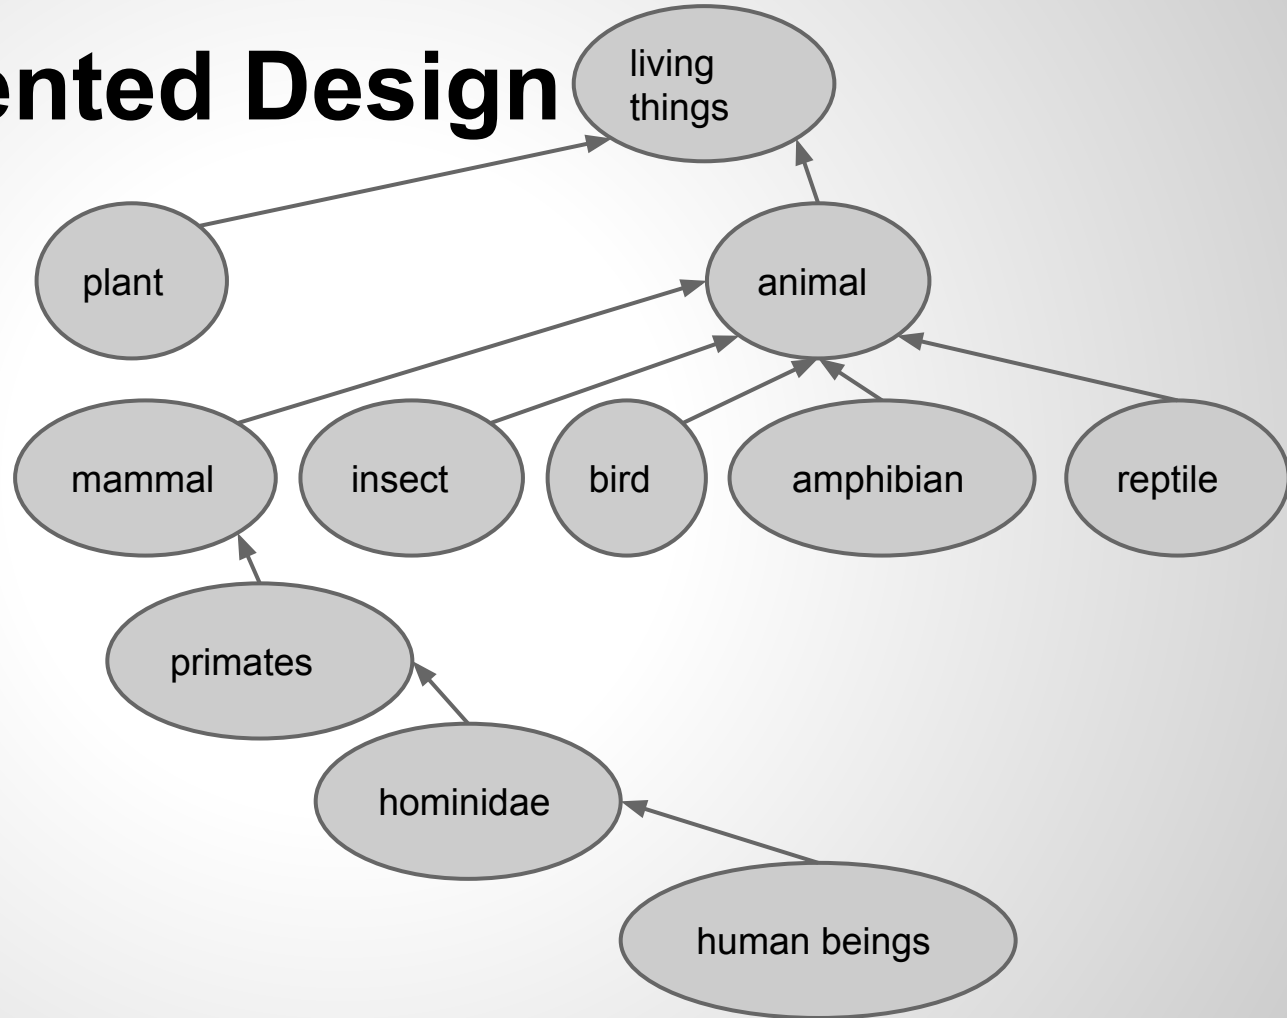 ented Design
living
things
plant
animal
mammal
insect
bird
amphibian
reptile
primates
hominidae
human beings